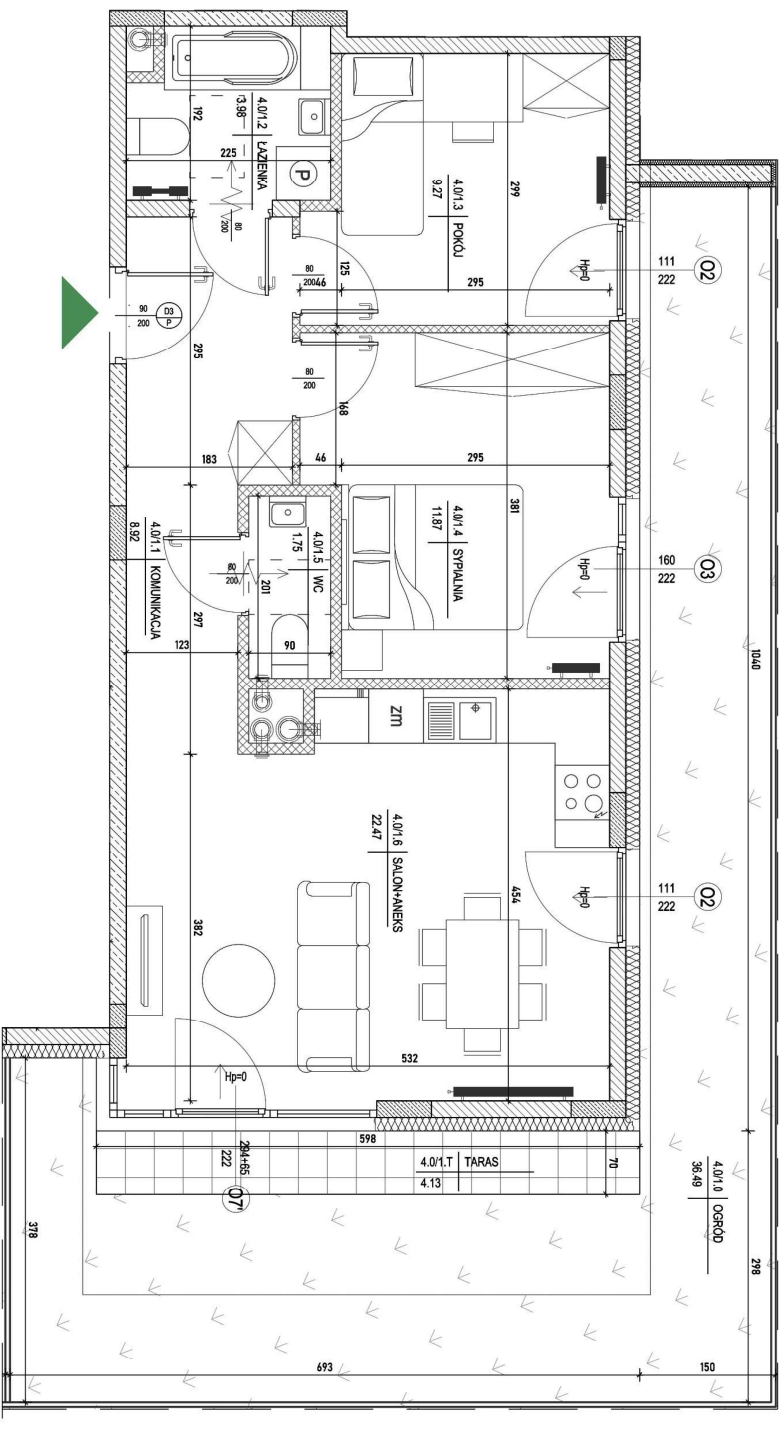 192
4.0/1.2 ŁAZIENKA
3.98
225
P
80
200
4.0/1.3 POKÓJ
9.27
299
295
Hp=0
111
222
O2
125
80
200
46
90
200
D3
P
295
80
200
168
183
46
295
381
4.0/1.4 SYPIALNIA
11.87
Hp=0
160
222
O3
1040
4.0/1.5 WC
1.75
80
200
201
90
4.0/1.1 KOMUNIKACJA
8.92
297
123
zm
4.0/1.6 SALON+ANEKS
22.47
454
Hp=0
111
222
O2
382
532
Hp=0
598
294+65
222
O7'
4.0/1.T TARAS
4.13
70
4.0/1.0 OGRÓD
36.49
298
378
693
150